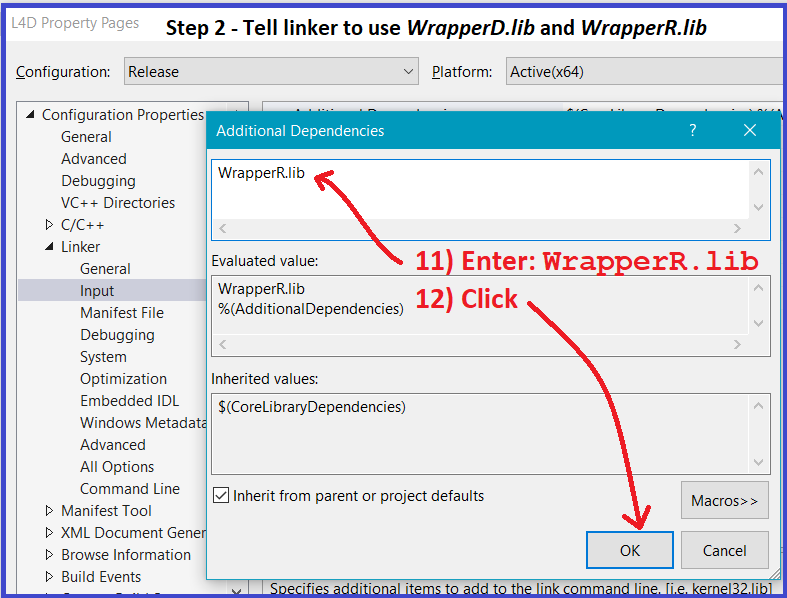 L4D Property Pages
Step 2 - Tell linker to use WrapperD.lib and WrapperR.lib
Configuration: Release Platform: Active(x64)
Configuration Properties
General
Advanced
Debugging
VC++ Directories
C/C++
Linker
General
Input
Manifest File
Debugging
System
Optimization
Embedded IDL
Windows Metadata
Advanced
All Options
Command Line
Manifest Tool
XML Document Gener
Browse Information
Build Events
Additional Dependencies ?
WrapperR.lib
11) Enter: WrapperR.lib
Evaluated value:
WrapperR.lib
%(AdditionalDependencies)
12) Click
Inherited values:
$(CoreLibraryDependencies)
Inherit from parent or project defaults
Macros>>
OK Cancel
Specifies additional items to add to the link command line. [i.e. kernel32.lib]